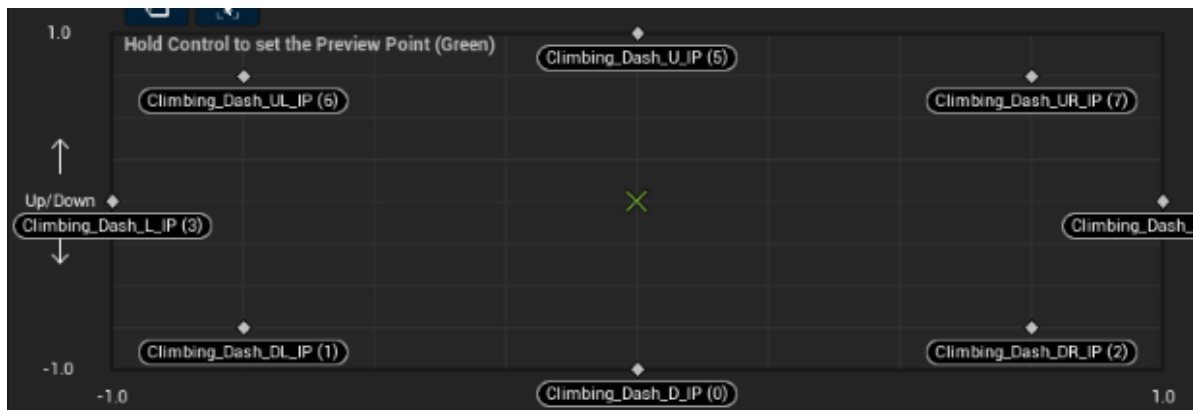 1.0
Hold Control to set the Preview Point (Green)
Climbing_Dash_U_IP (5)
Climbing_Dash_UL_IP (6)
Climbing_Dash_UR_IP (7)
Up/Down
Climbing_Dash_L_IP (3)
Climbing_Dash_
Climbing_Dash_DL_IP (1)
Climbing_Dash_DR_IP (2)
-1.0
Climbing_Dash_D_IP (0)
-1.0
1.0